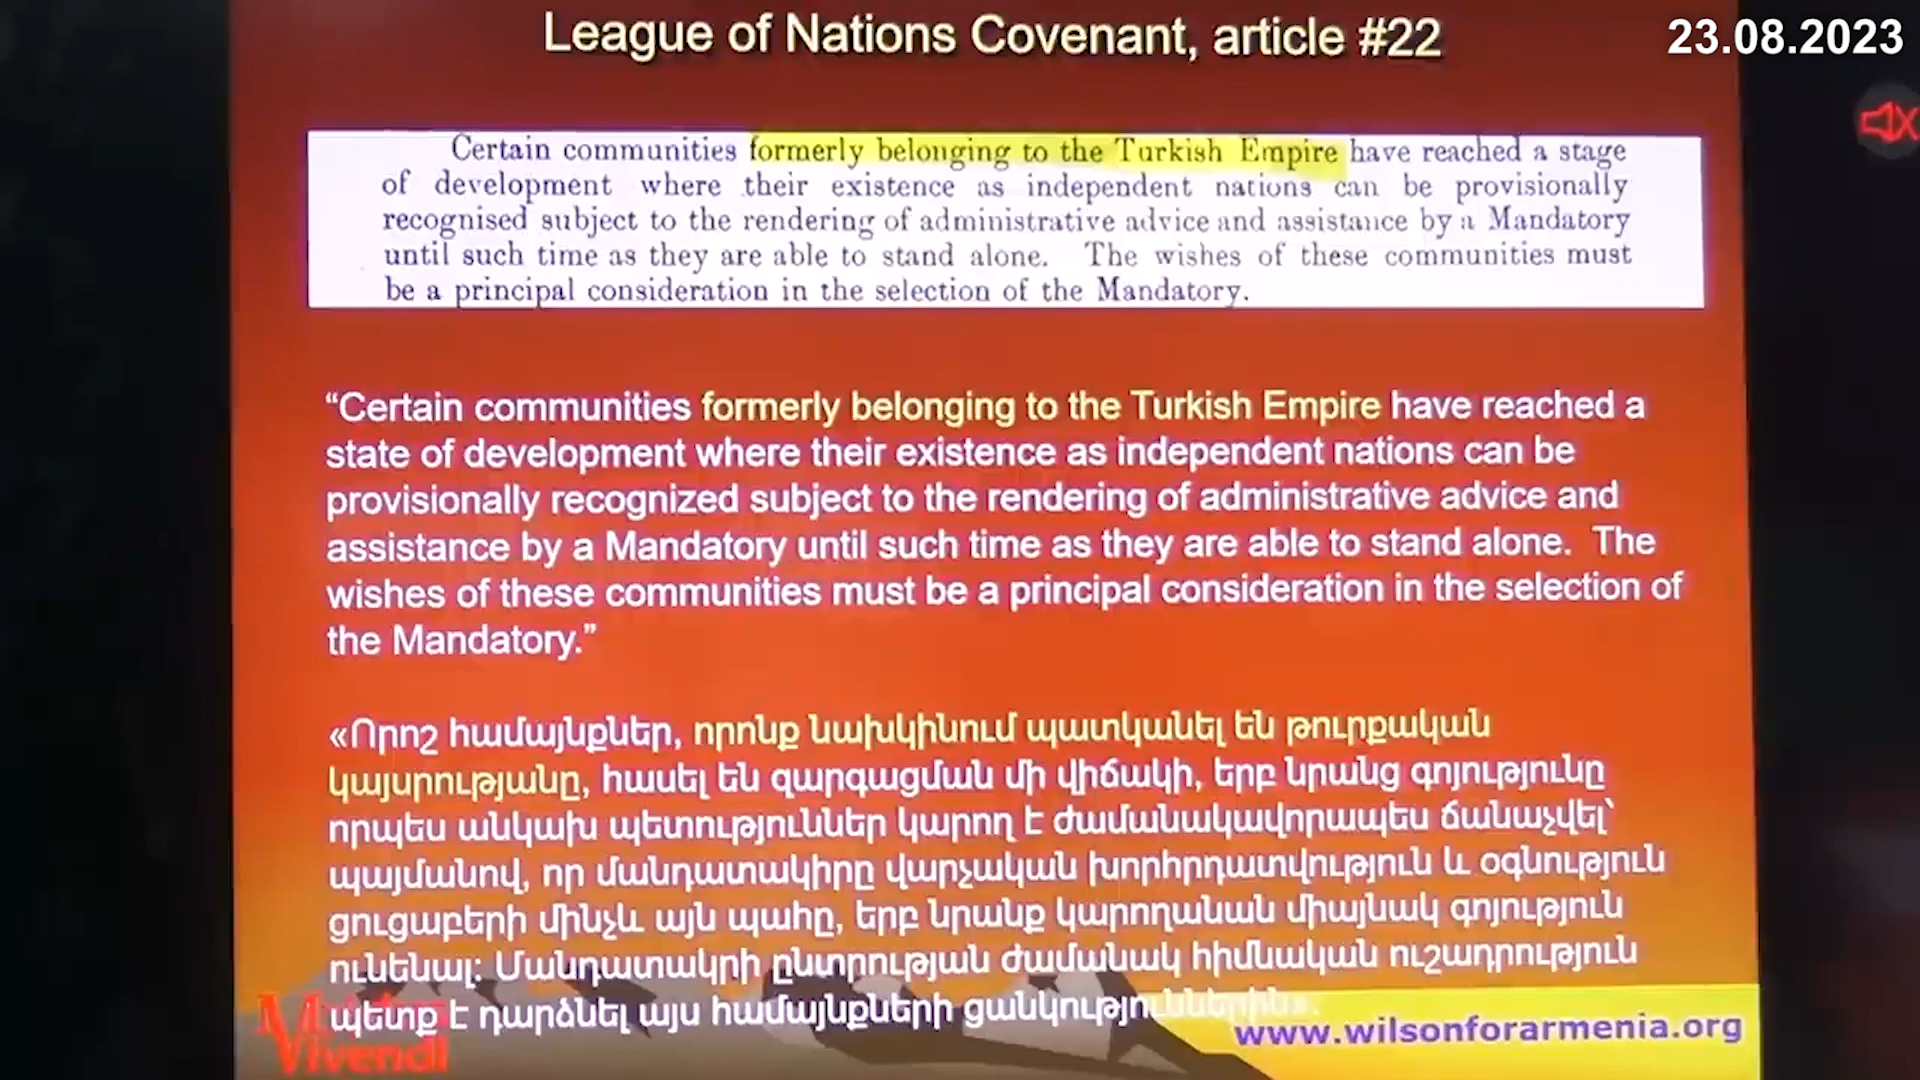 League of Nations Covenant, article #22
23.08.2023
Certain communities formerly belonging to the Turkish Empire have reached a stage
of development where their existence as independent nations can be provisionally
recognised subject to the rendering of administrative advice and assistance by a Mandatory
until such time as they are able to stand alone. The wishes of these communities must
be a principal consideration in the selection of the Mandatory.
“Certain communities formerly belonging to the Turkish Empire have reached a
state of development where their existence as independent nations can be
provisionally recognized subject to the rendering of administrative advice and
assistance by a Mandatory until such time as they are able to stand alone. The
wishes of these communities must be a principal consideration in the selection of
the Mandatory.”
«Որոշ համայնքներ, որոնք նախկինում պատկանել են թուրքական
կայսրությանը, հասել են զարգացման մի վիճակի, երբ նրանց գոյությունը
որպես անկախ պետություններ կարող է ժամանակավորապես ճանաչվել՝
պայմանով, որ մանդատակիրը վարչական խորհրդատվություն և օգնություն
ցուցաբերի մինչև այն պահը, երբ նրանք կարողանան միայնակ գոյություն
ունենալ: Մանդատակրի ընտրության ժամանակ հիմնական ուշադրություն
պետք է դարձնել այս համայնքների ցանկություններին».
Vivendi
www.wilsonforarmenia.org